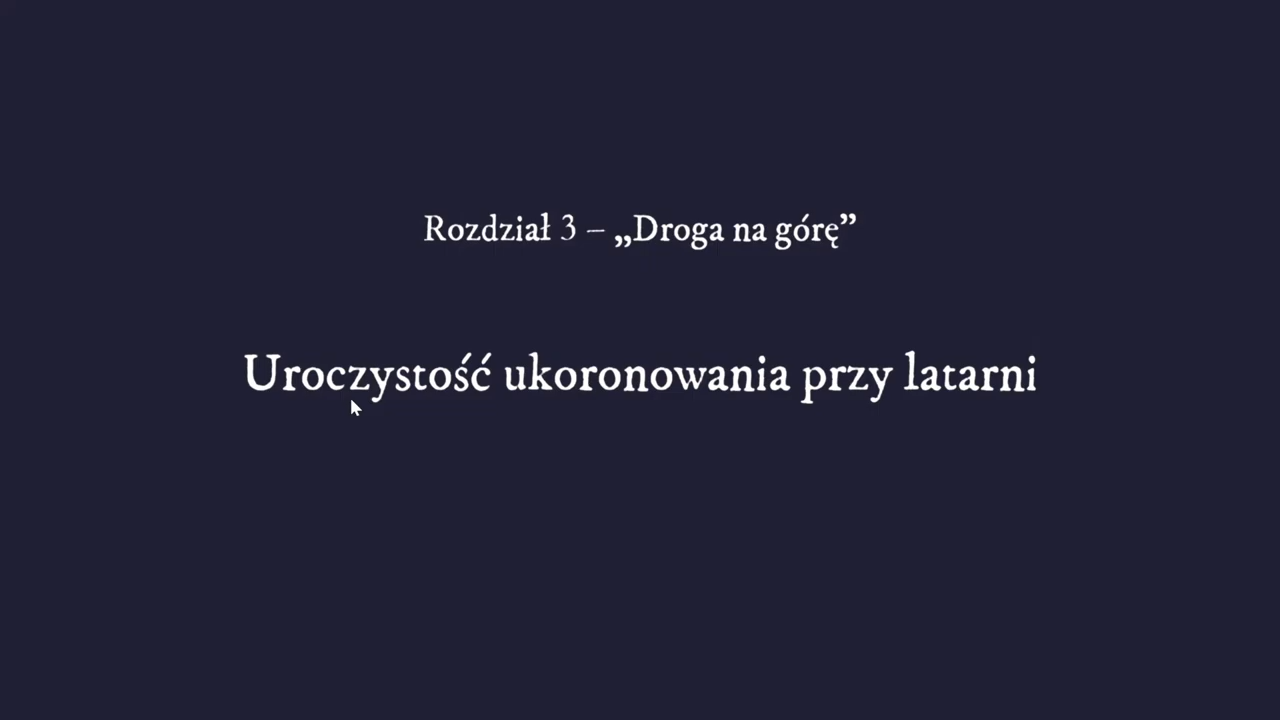 Rozdział 3 – „Droga na górę”
Uroczystość ukoronowania przy latarni